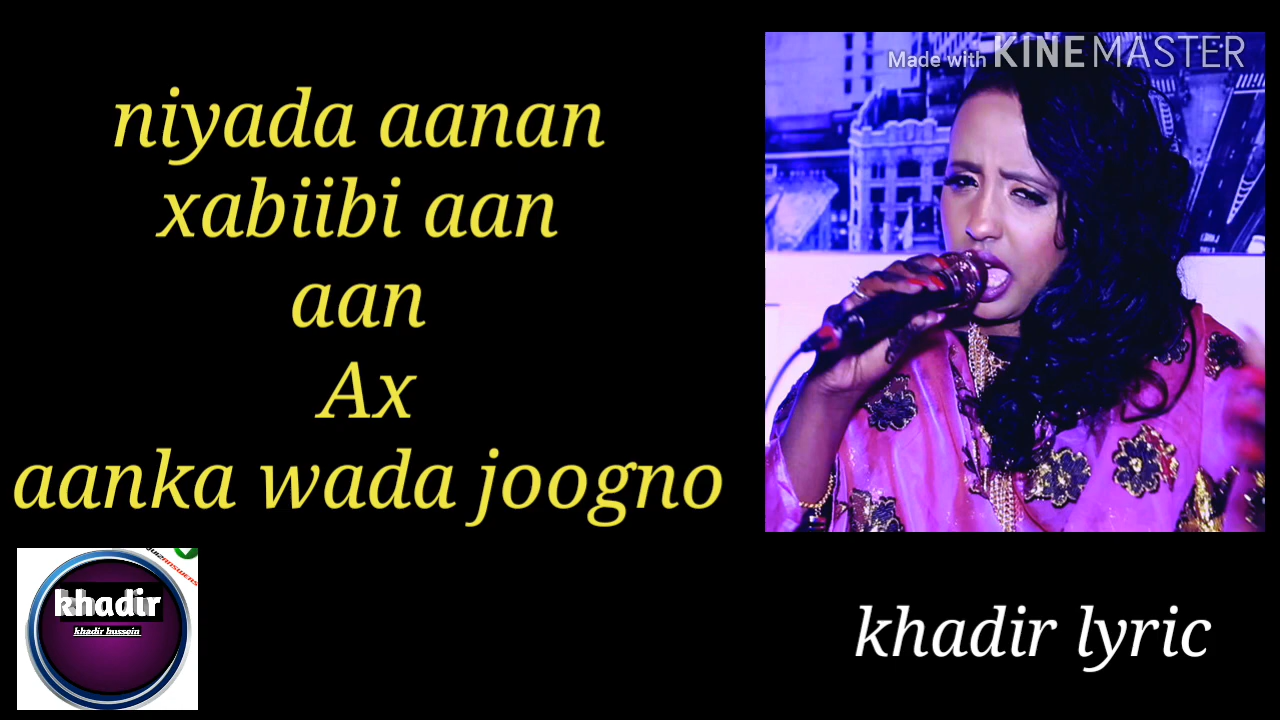 Made with KINEMASTER
niyada aanan
xabiibi aan
aan
Ax
aanka wada joogno
khadir
khadir hussein
khadir lyric